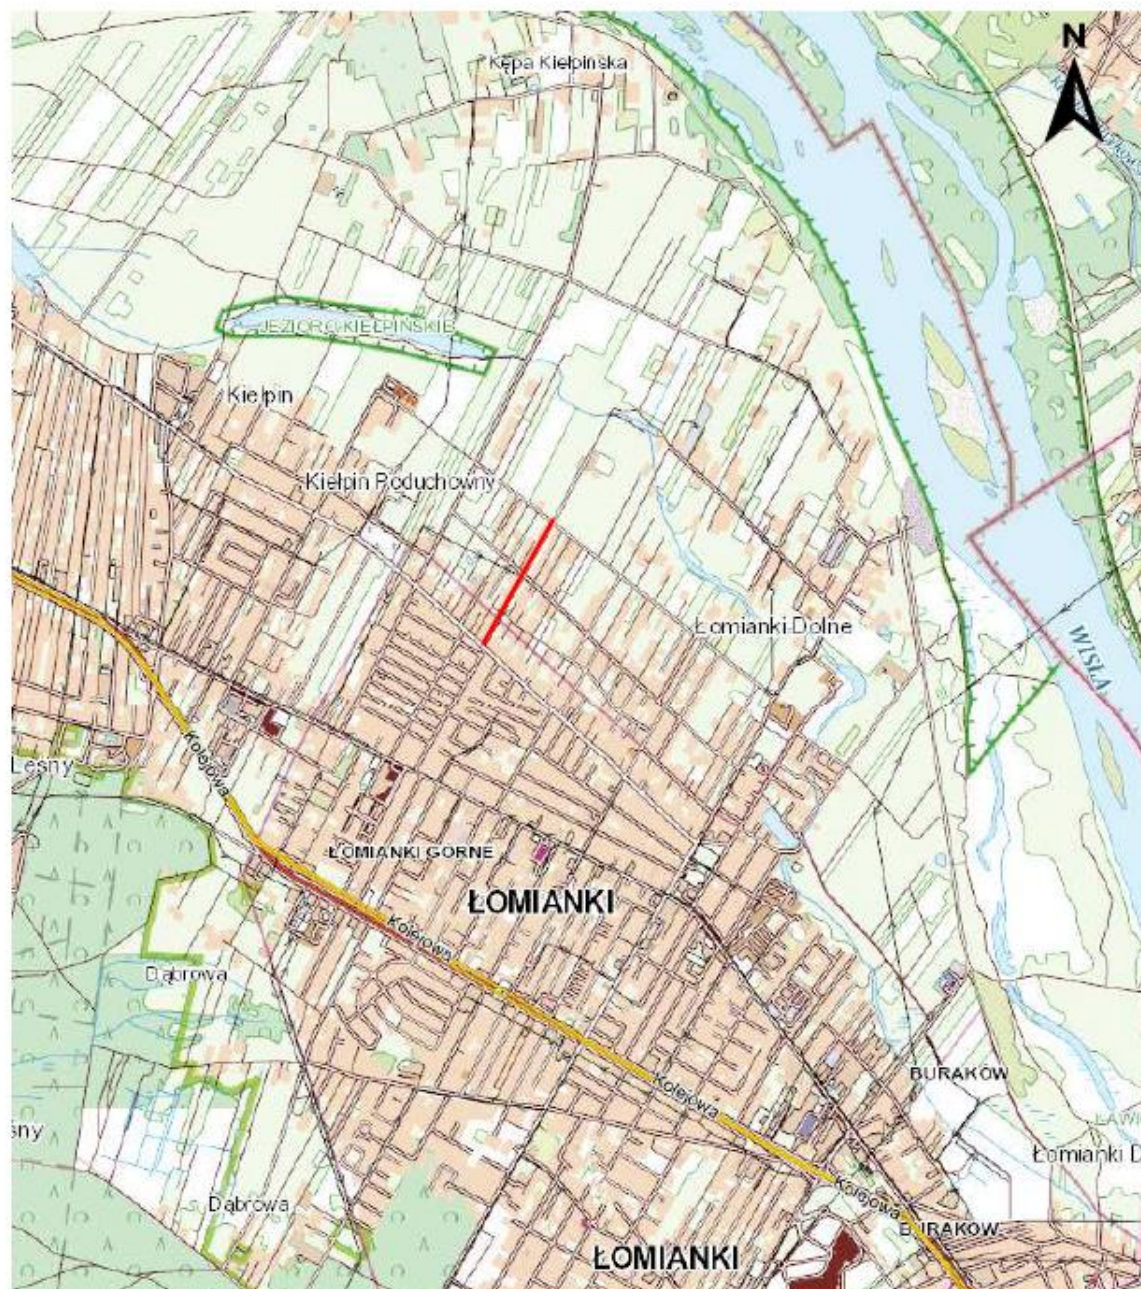 N
Kępa Kiełpińska
JEZIORO KIEŁPIŃSKIE
Kiełpin
Kiełpin Poduchowny
Łomianki Dolne
WISŁA
Leśny
Kolejowa
ŁOMIANKI GÓRNE
ŁOMIANKI
Kolejowa
Dąbrowa
Kolejowa
BURAKÓW
Łomianki D
Dąbrowa
Kolejowa
BURAKÓW
ŁOMIANKI